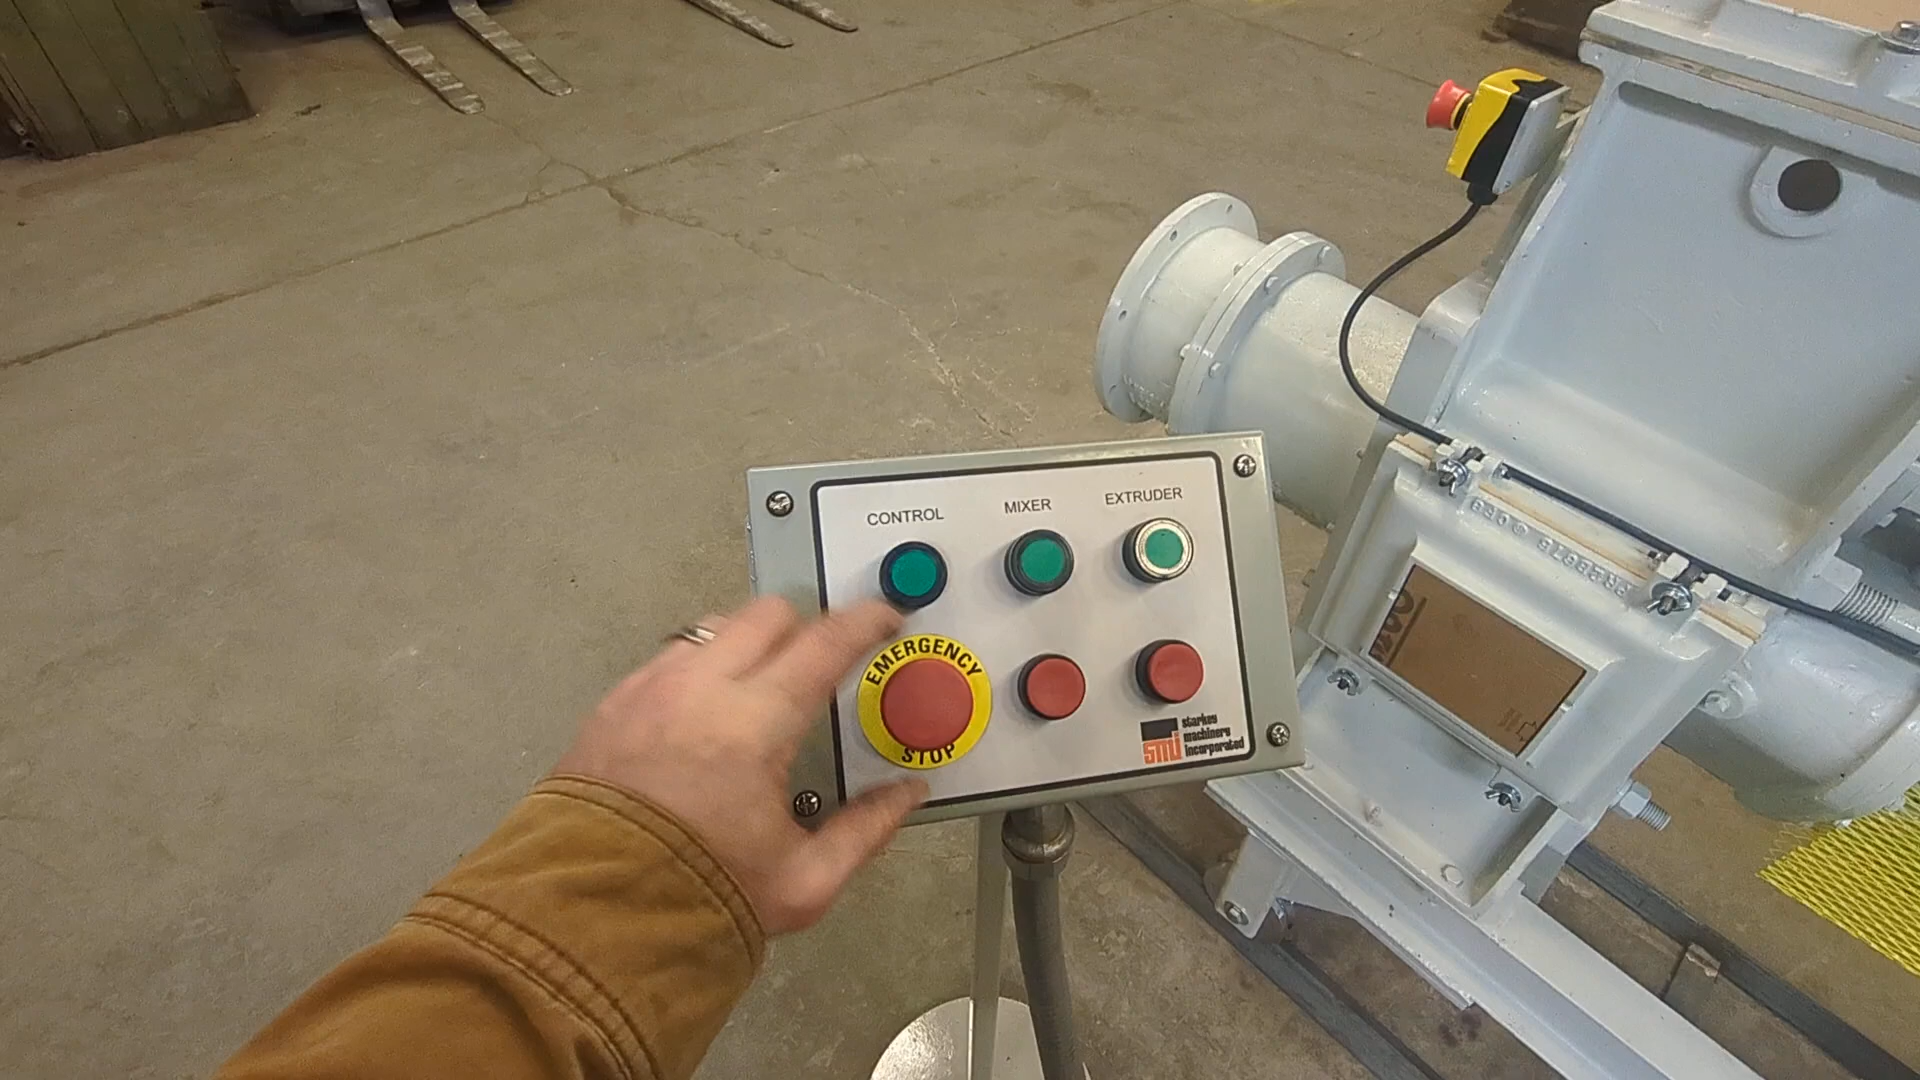 CONTROL
MIXER
EXTRUDER
EMERGENCY
STOP
smi
starkey
machinery
incorporated